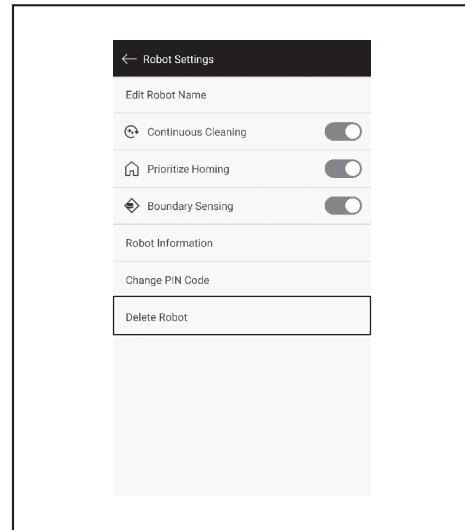 Robot Settings
Edit Robot Name
Continuous Cleaning
Prioritize Homing
Boundary Sensing
Robot Information
Change PIN Code
Delete Robot